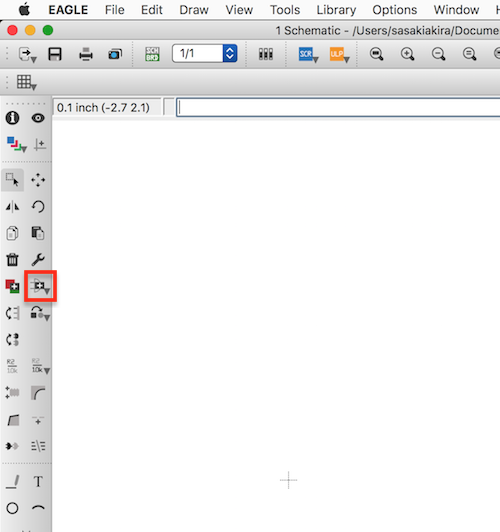 EAGLE File Edit Draw View Tools Library Options Window
1 Schematic - /Users/sasakiakira/Docume
SCH BRD 1/1 SCR ULP
0.1 inch (-2.7 2.1)
R2 R2
10k 10k
T